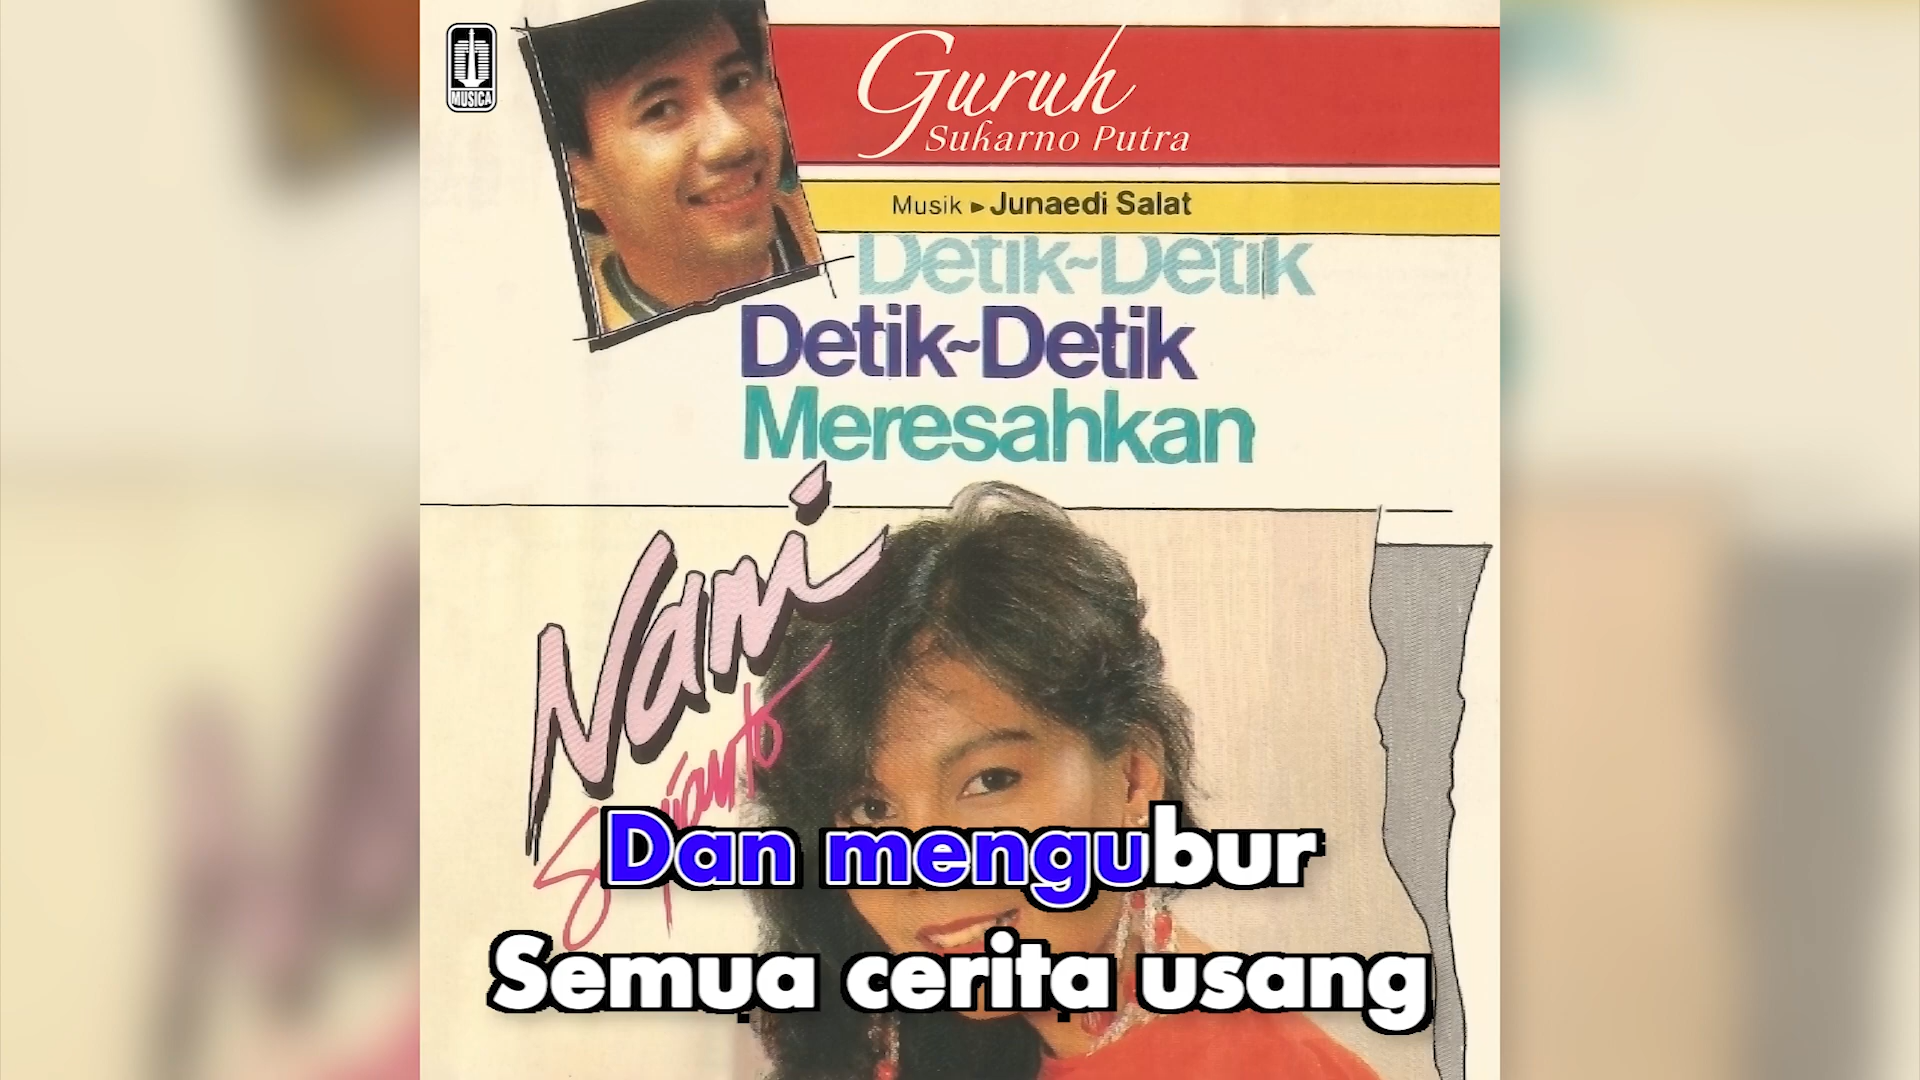 MUSICA
Guruh
Sukarno Putra
Musik ▸ Junaedi Salat
Detik~Detik
Detik~Detik
Meresahkan
Nani
Dan mengubur
Semua cerita usang